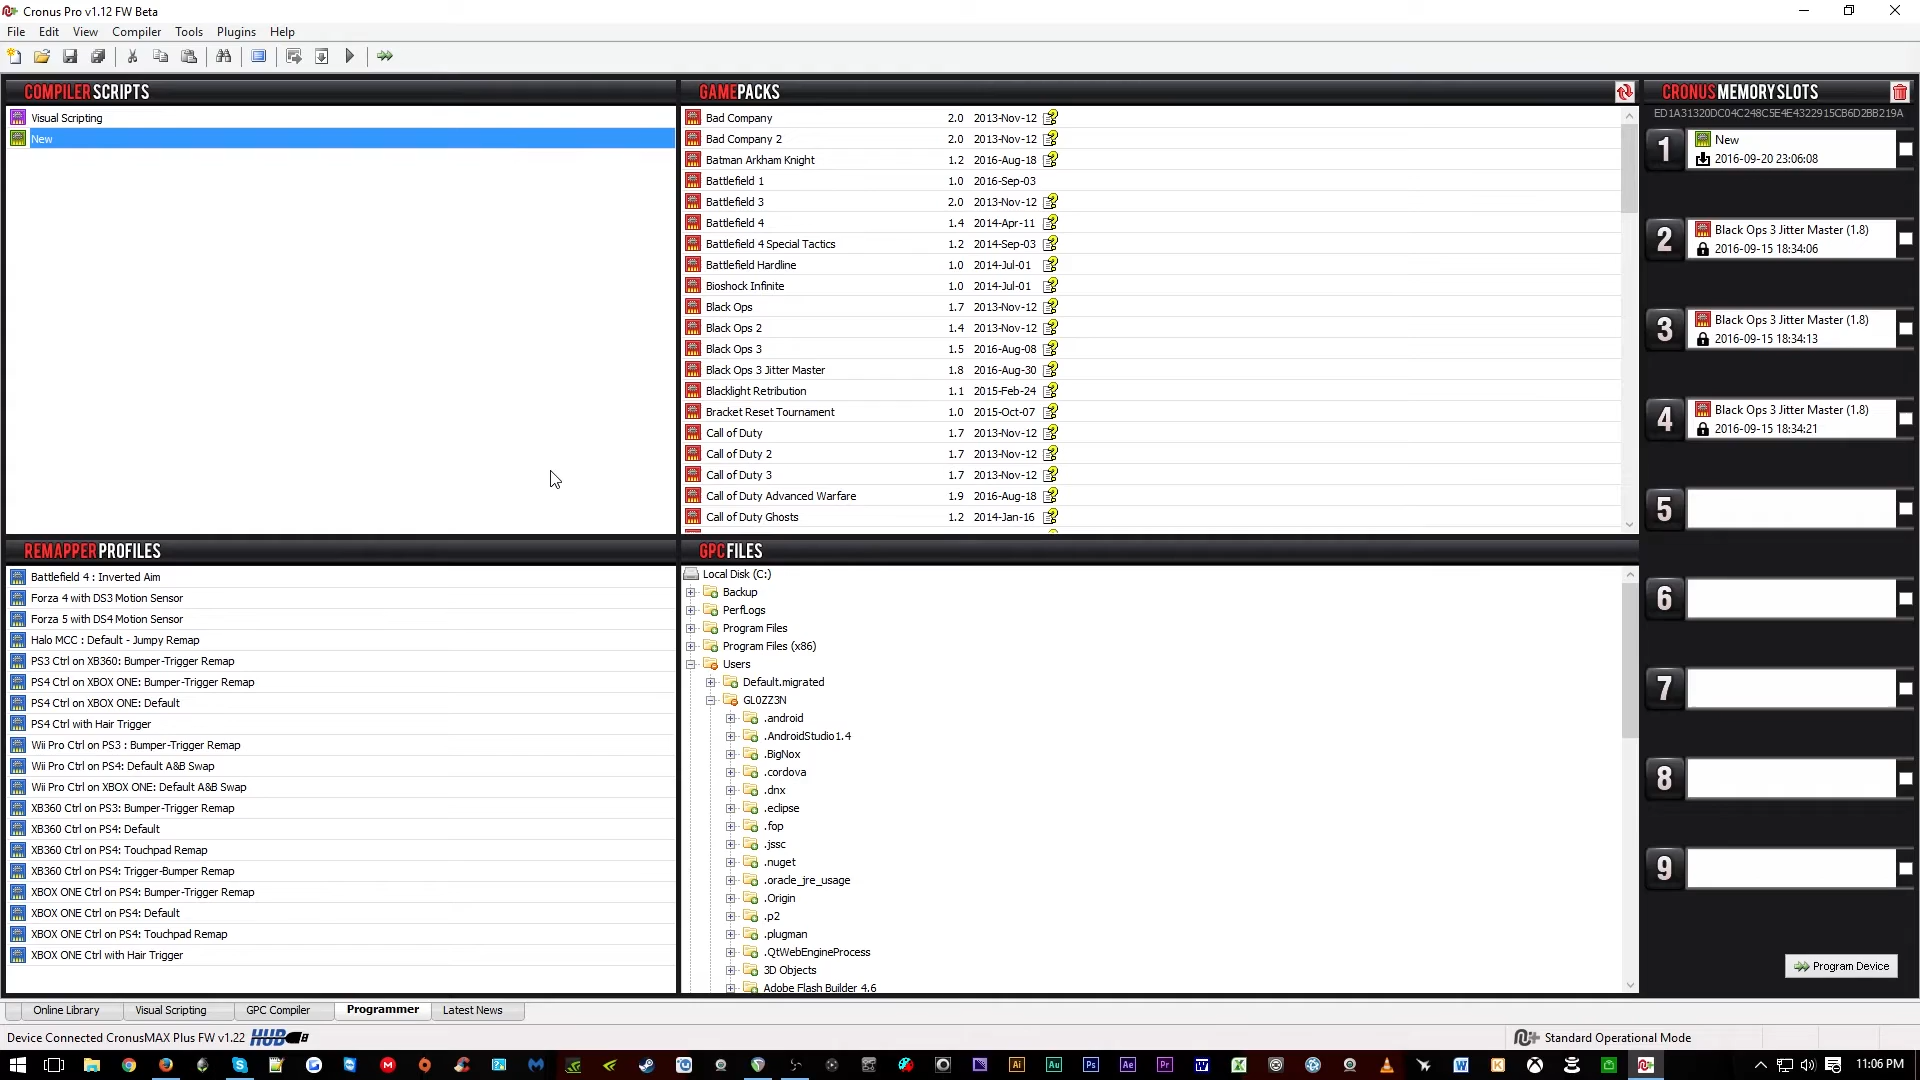 Cronus Pro v1.12 FW Beta
File Edit View Compiler Tools Plugins Help
COMPILER SCRIPTS
Visual Scripting
New
GAMEPACKS
Bad Company 2.0 2013-Nov-12
Bad Company 2 2.0 2013-Nov-12
Batman Arkham Knight 1.2 2016-Aug-18
Battlefield 1 1.0 2016-Sep-03
Battlefield 3 2.0 2013-Nov-12
Battlefield 4 1.4 2014-Apr-11
Battlefield 4 Special Tactics 1.2 2014-Sep-03
Battlefield Hardline 1.0 2014-Jul-01
Bioshock Infinite 1.0 2014-Jul-01
Black Ops 1.7 2013-Nov-12
Black Ops 2 1.4 2013-Nov-12
Black Ops 3 1.5 2016-Aug-08
Black Ops 3 Jitter Master 1.8 2016-Aug-30
Blacklight Retribution 1.1 2015-Feb-24
Bracket Reset Tournament 1.0 2015-Oct-07
Call of Duty 1.7 2013-Nov-12
Call of Duty 2 1.7 2013-Nov-12
Call of Duty 3 1.7 2013-Nov-12
Call of Duty Advanced Warfare 1.9 2016-Aug-18
Call of Duty Ghosts 1.2 2014-Jan-16
CRONUS MEMORY SLOTS
ED1A31320DC04C248C5E4E4322915CB6D2BB219A
1 New
2016-09-20 23:06:08
2 Black Ops 3 Jitter Master (1.8)
2016-09-15 18:34:06
3 Black Ops 3 Jitter Master (1.8)
2016-09-15 18:34:13
4 Black Ops 3 Jitter Master (1.8)
2016-09-15 18:34:21
5
6
7
8
9
Program Device
REMAPPER PROFILES
Battlefield 4 : Inverted Aim
Forza 4 with DS3 Motion Sensor
Forza 5 with DS4 Motion Sensor
Halo MCC : Default - Jumpy Remap
PS3 Ctrl on XB360: Bumper-Trigger Remap
PS4 Ctrl on XBOX ONE: Bumper-Trigger Remap
PS4 Ctrl on XBOX ONE: Default
PS4 Ctrl with Hair Trigger
Wii Pro Ctrl on PS3 : Bumper-Trigger Remap
Wii Pro Ctrl on PS4: Default A&B Swap
Wii Pro Ctrl on XBOX ONE: Default A&B Swap
XB360 Ctrl on PS3: Bumper-Trigger Remap
XB360 Ctrl on PS4: Default
XB360 Ctrl on PS4: Touchpad Remap
XB360 Ctrl on PS4: Trigger-Bumper Remap
XBOX ONE Ctrl on PS4: Bumper-Trigger Remap
XBOX ONE Ctrl on PS4: Default
XBOX ONE Ctrl on PS4: Touchpad Remap
XBOX ONE Ctrl with Hair Trigger
GPC FILES
Local Disk (C:)
Backup
PerfLogs
Program Files
Program Files (x86)
Users
Default.migrated
GL0ZZ3N
.android
.AndroidStudio1.4
.BigNox
.cordova
.dnx
.eclipse
.fop
.jssc
.nuget
.oracle_jre_usage
.Origin
.p2
.plugman
.QtWebEngineProcess
3D Objects
Adobe Flash Builder 4.6
Online Library Visual Scripting GPC Compiler Programmer Latest News
Device Connected CronusMAX Plus FW v1.22 HUB
Standard Operational Mode
Ai Au Ps Ae Pr
11:06 PM